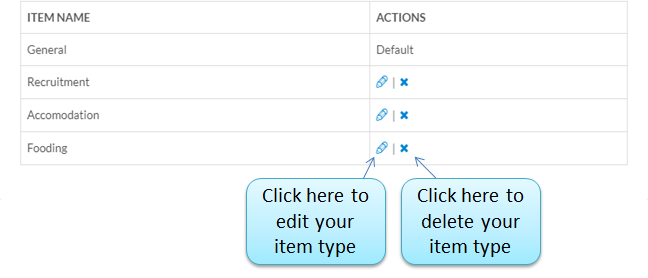 ITEM NAME ACTIONS
General Default
Recruitment |
Accomodation |
Fooding |
Click here to
edit your
item type
Click here to
delete your
item type